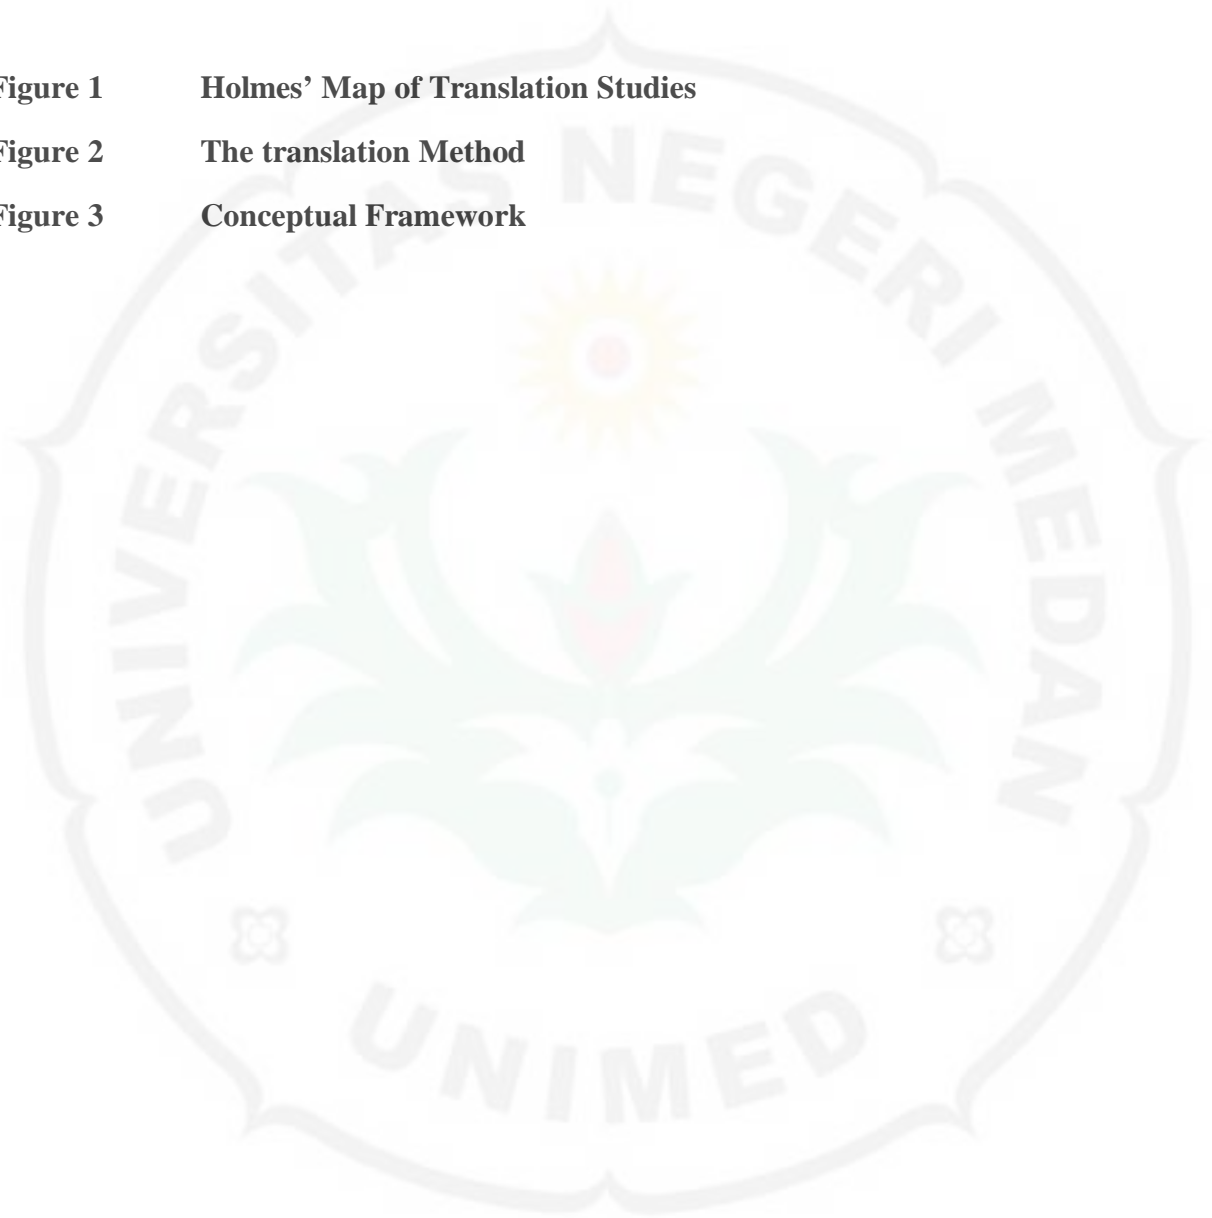 Figure 1 Holmes’ Map of Translation Studies
Figure 2 The translation Method
Figure 3 Conceptual Framework
UNIVERSITAS NEGERI MEDAN
UNIMED